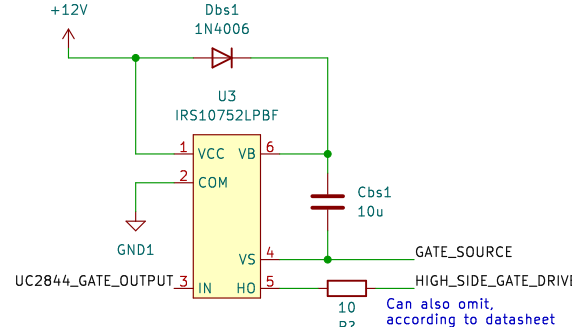 +12V
Dbs1
1N4006
U3
IRS10752LPBF
1 VCC VB 6
2 COM
Cbs1
10u
GND1
VS 4 GATE_SOURCE
UC2844_GATE_OUTPUT 3 IN HO 5 HIGH_SIDE_GATE_DRIVE
10
Can also omit,
according to datasheet